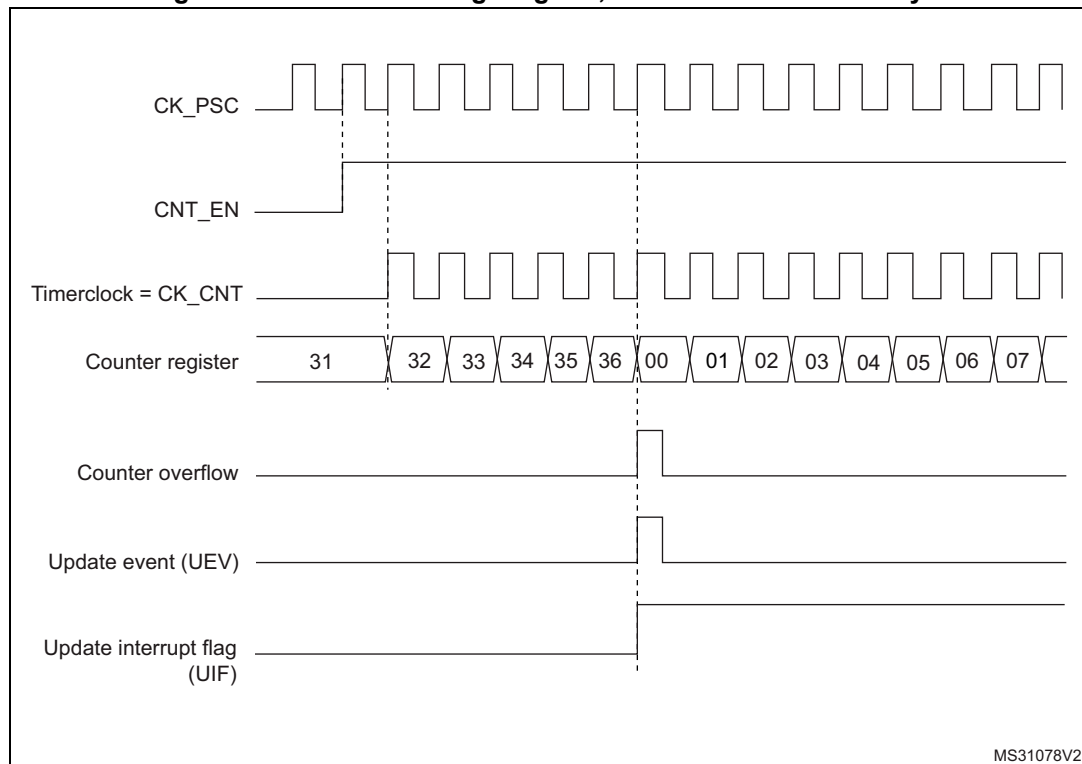 CK_PSC
CNT_EN
Timerclock = CK_CNT
Counter register 31 32 33 34 35 36 00 01 02 03 04 05 06 07
Counter overflow
Update event (UEV)
Update interrupt flag
(UIF)
MS31078V2